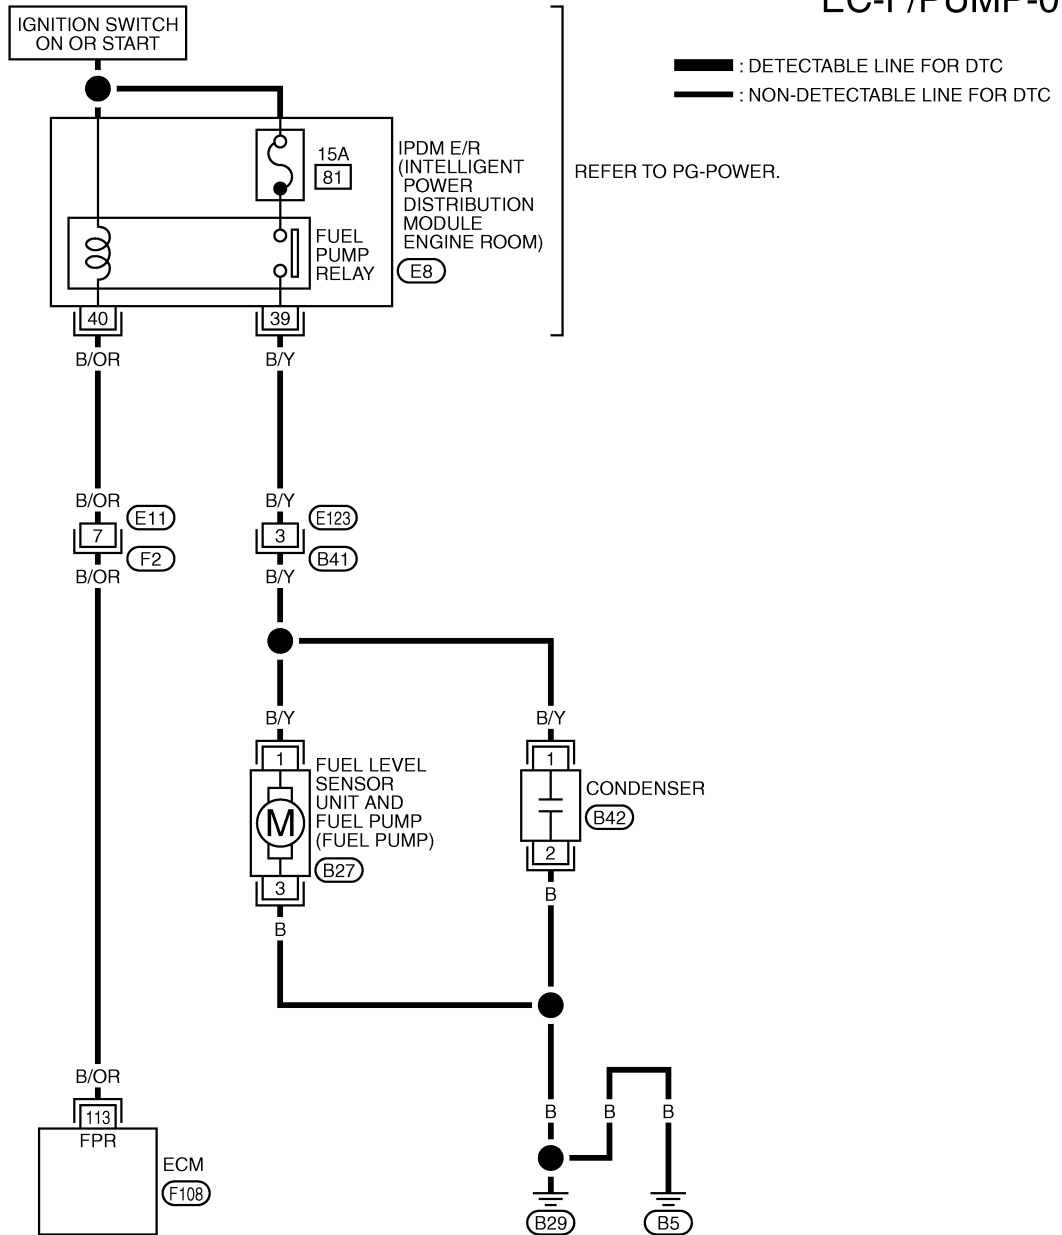 EC-F/PUMP-0
IGNITION SWITCH
ON OR START
: DETECTABLE LINE FOR DTC
: NON-DETECTABLE LINE FOR DTC
15A
81
IPDM E/R
(INTELLIGENT
POWER
DISTRIBUTION
MODULE
ENGINE ROOM)
E8
REFER TO PG-POWER.
FUEL
PUMP
RELAY
40
39
B/OR
B/Y
B/OR
B/Y
E11
E123
7
3
F2
B41
B/OR
B/Y
B/Y
B/Y
1
1
FUEL LEVEL
SENSOR
UNIT AND
FUEL PUMP
(FUEL PUMP)
M
B27
CONDENSER
B42
3
2
B
B
B/OR
113
FPR
ECM
F108
B
B
B
B29
B5